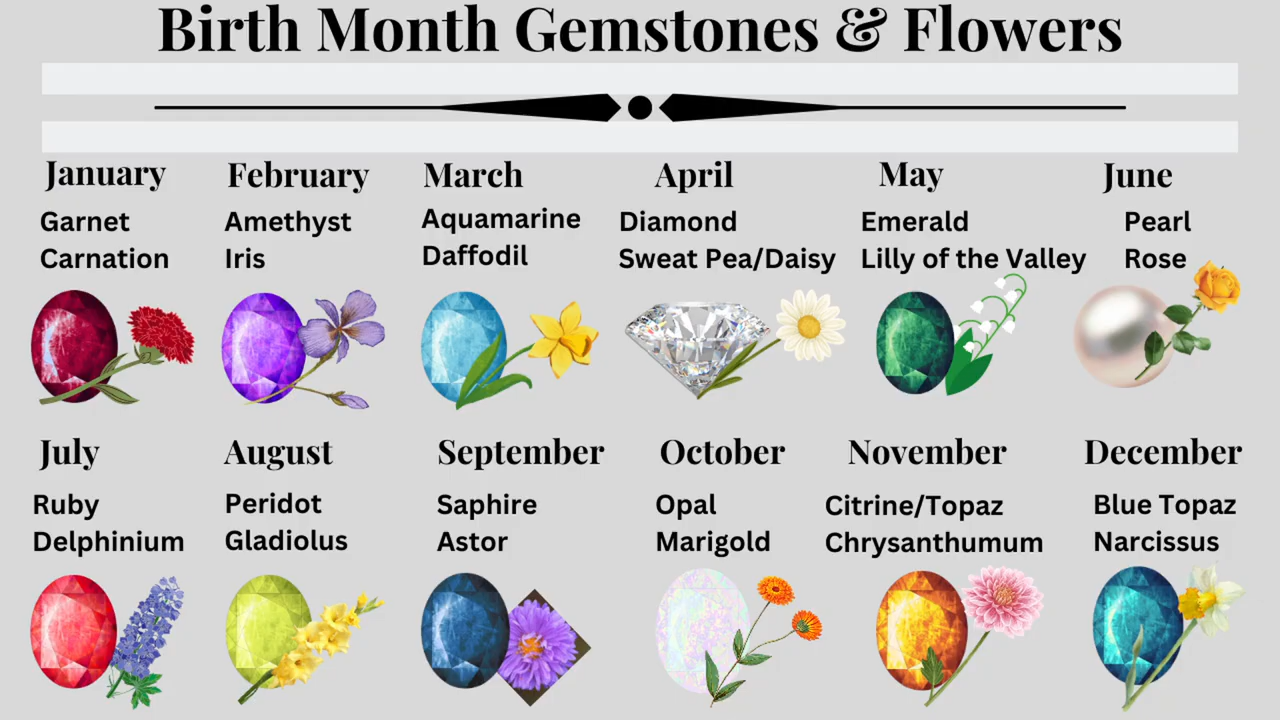 Birth Month Gemstones & Flowers
January
Garnet
Carnation
February
Amethyst
Iris
March
Aquamarine
Daffodil
April
Diamond
Sweat Pea/Daisy
May
Emerald
Lilly of the Valley
June
Pearl
Rose
July
Ruby
Delphinium
August
Peridot
Gladiolus
September
Saphire
Astor
October
Opal
Marigold
November
Citrine/Topaz
Chrysanthumum
December
Blue Topaz
Narcissus